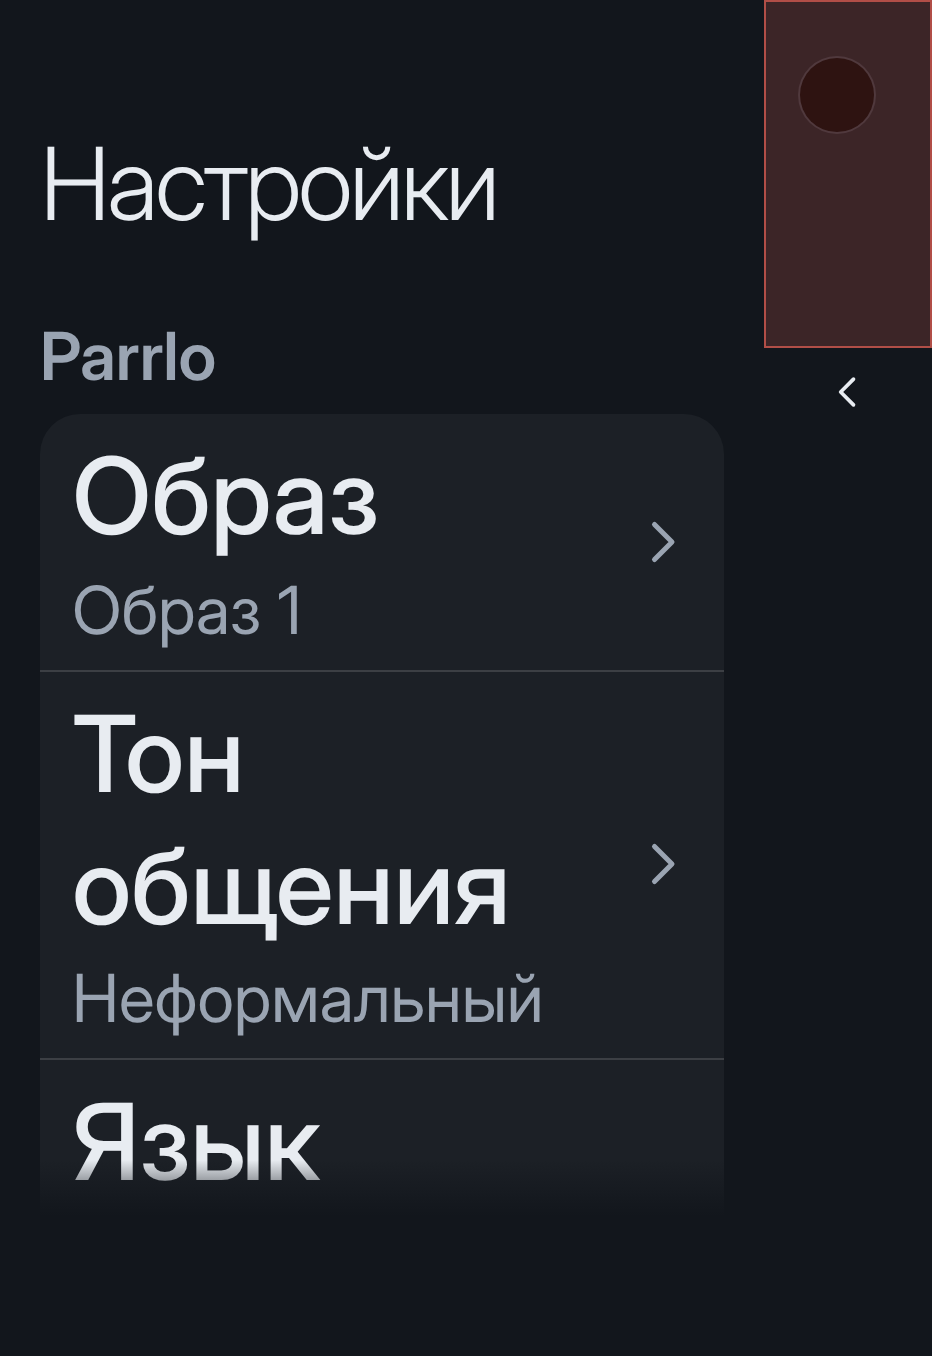 Настройки
Parrlo
Образ
Образ 1
Тон
общения
Неформальный
Язык